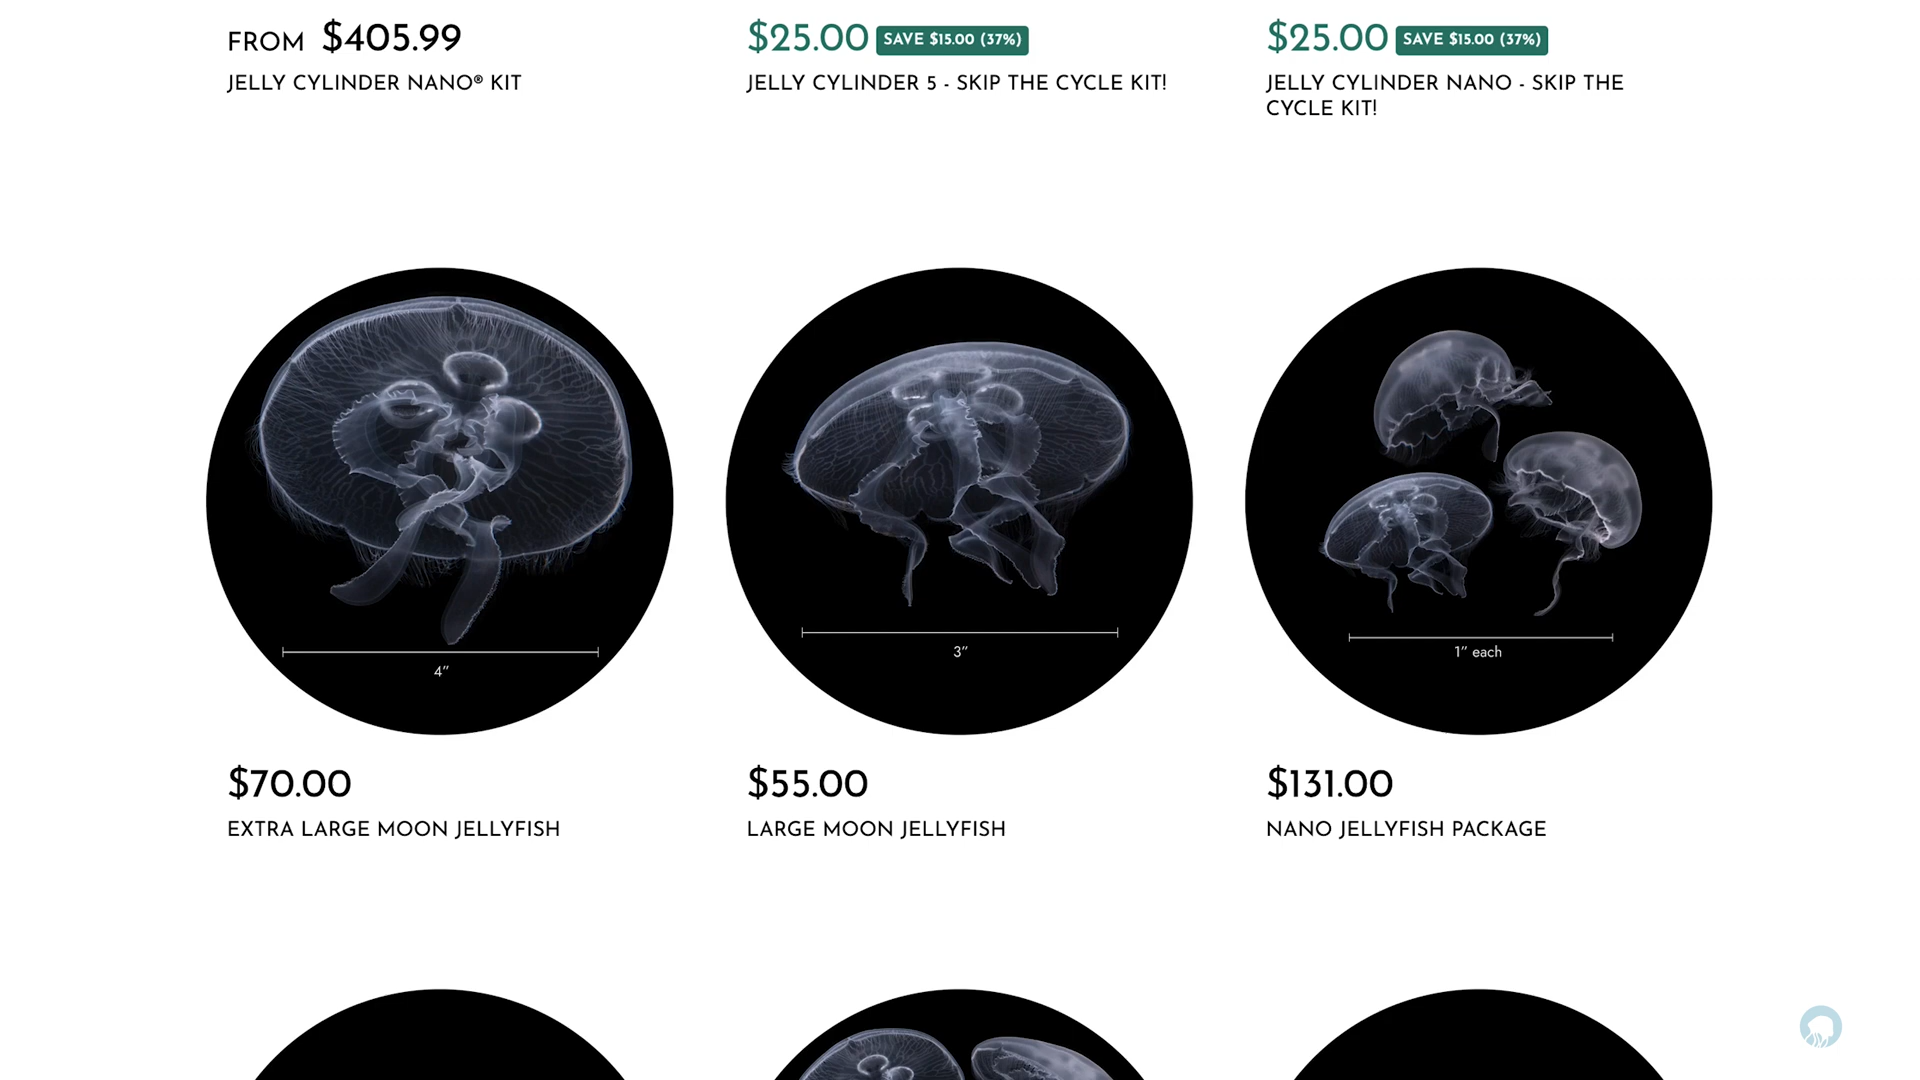 FROM $405.99
JELLY CYLINDER NANO® KIT
$25.00 SAVE $15.00 (37%)
JELLY CYLINDER 5 - SKIP THE CYCLE KIT!
$25.00 SAVE $15.00 (37%)
JELLY CYLINDER NANO - SKIP THE
CYCLE KIT!
4”
$70.00
EXTRA LARGE MOON JELLYFISH
3”
$55.00
LARGE MOON JELLYFISH
1” each
$131.00
NANO JELLYFISH PACKAGE